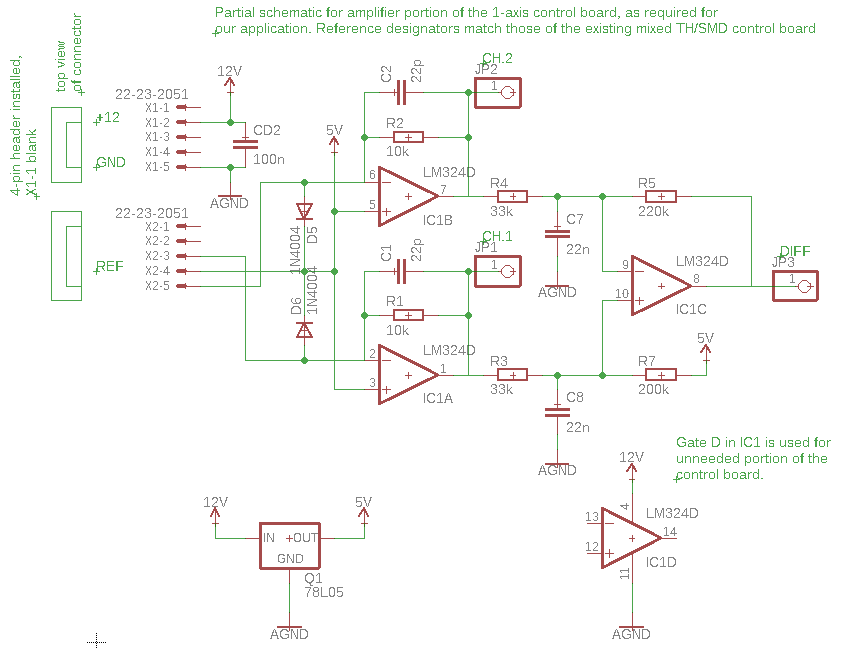 Partial schematic for amplifier portion of the 1-axis control board, as required for
our application. Reference designators match those of the existing mixed TH/SMD control board
4-pin header installed,
X1-1 blank
top view
of connector
22-23-2051
X1-1
X1-2
X1-3
X1-4
X1-5
+12
GND
12V
CD2
100n
AGND
22-23-2051
X2-1
X2-2
X2-3
X2-4
X2-5
REF
5V
D5
1N4004
D6
1N4004
C2
22p
R2
10k
CH.2
JP2
1
LM324D
6
5
7
IC1B
C1
22p
R1
10k
CH.1
JP1
1
LM324D
2
3
1
IC1A
R4
33k
C7
22n
AGND
R5
220k
LM324D
9
10
8
IC1C
DIFF
JP3
1
R3
33k
C8
22n
AGND
R7
200k
5V
Gate D in IC1 is used for
unneeded portion of the
control board.
12V
IN
OUT
GND
5V
Q1
78L05
AGND
12V
4
LM324D
13
12
14
11
IC1D
AGND